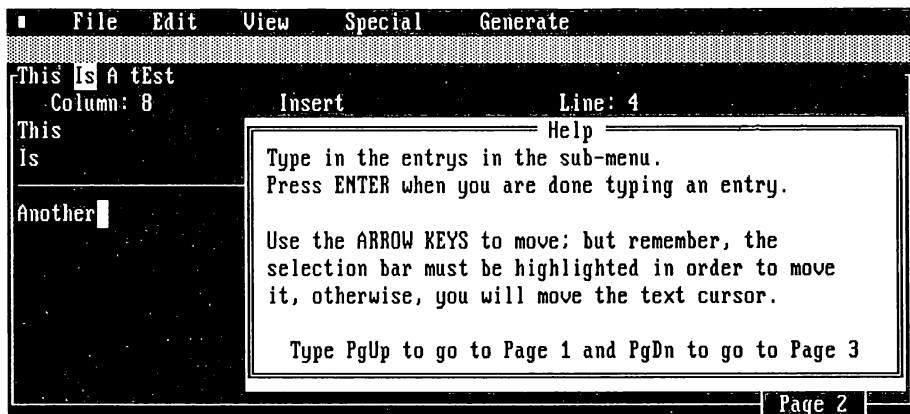 File Edit View Special Generate
This Is A tEst
Column: 8 Insert Line: 4
This
Is
Another
Help
Type in the entrys in the sub-menu.
Press ENTER when you are done typing an entry.
Use the ARROW KEYS to move; but remember, the
selection bar must be highlighted in order to move
it, otherwise, you will move the text cursor.
Type PgUp to go to Page 1 and PgDn to go to Page 3
Page 2